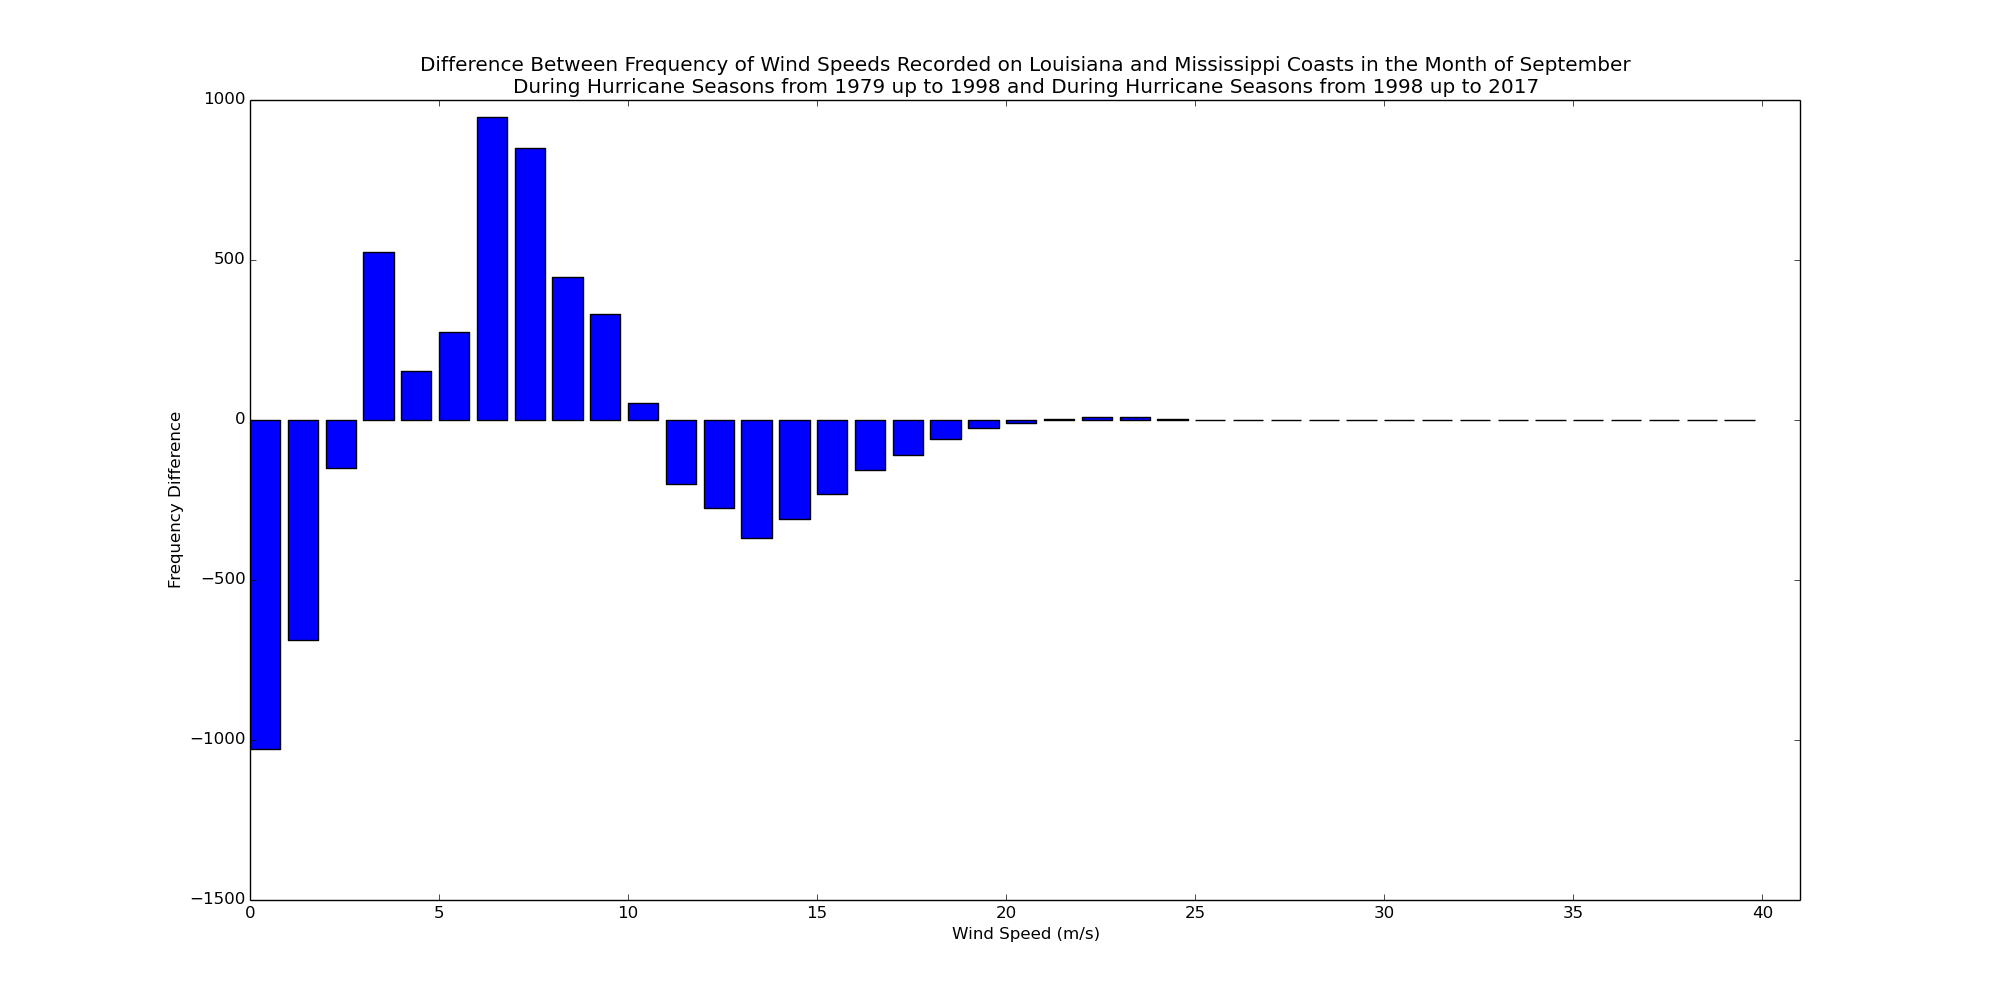 Difference Between Frequency of Wind Speeds Recorded on Louisiana and Mississippi Coasts in the Month of September
During Hurricane Seasons from 1979 up to 1998 and During Hurricane Seasons from 1998 up to 2017
1000
500
0
−500
−1000
−1500
Frequency Difference
0 5 10 15 20 25 30 35 40
Wind Speed (m/s)